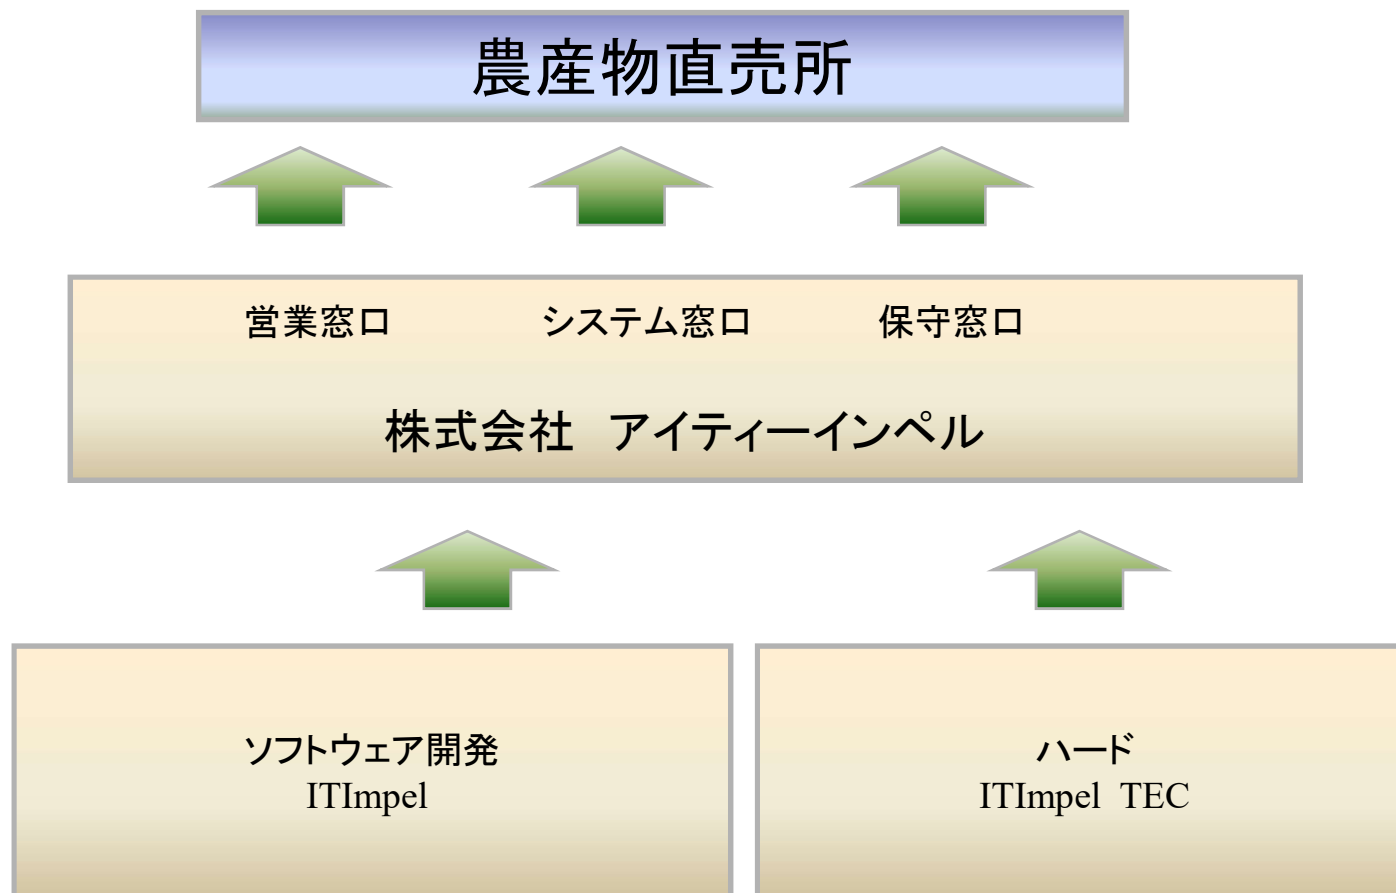 農産物直売所
営業窓口 システム窓口 保守窓口
株式会社　アイティーインペル
ソフトウェア開発
ITImpel
ハード
ITImpel TEC